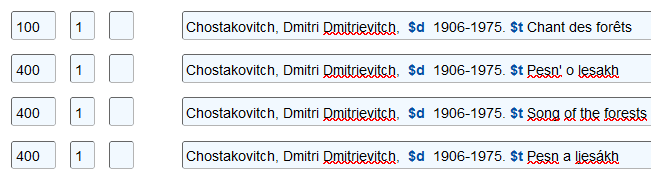 100 1 Chostakovitch, Dmitri Dmitrievitch, $d 1906-1975. $t Chant des forêts
400 1 Chostakovitch, Dmitri Dmitrievitch, $d 1906-1975. $t Pesn' o lesakh
400 1 Chostakovitch, Dmitri Dmitrievitch, $d 1906-1975. $t Song of the forests
400 1 Chostakovitch, Dmitri Dmitrievitch, $d 1906-1975. $t Pesn a ljesákh